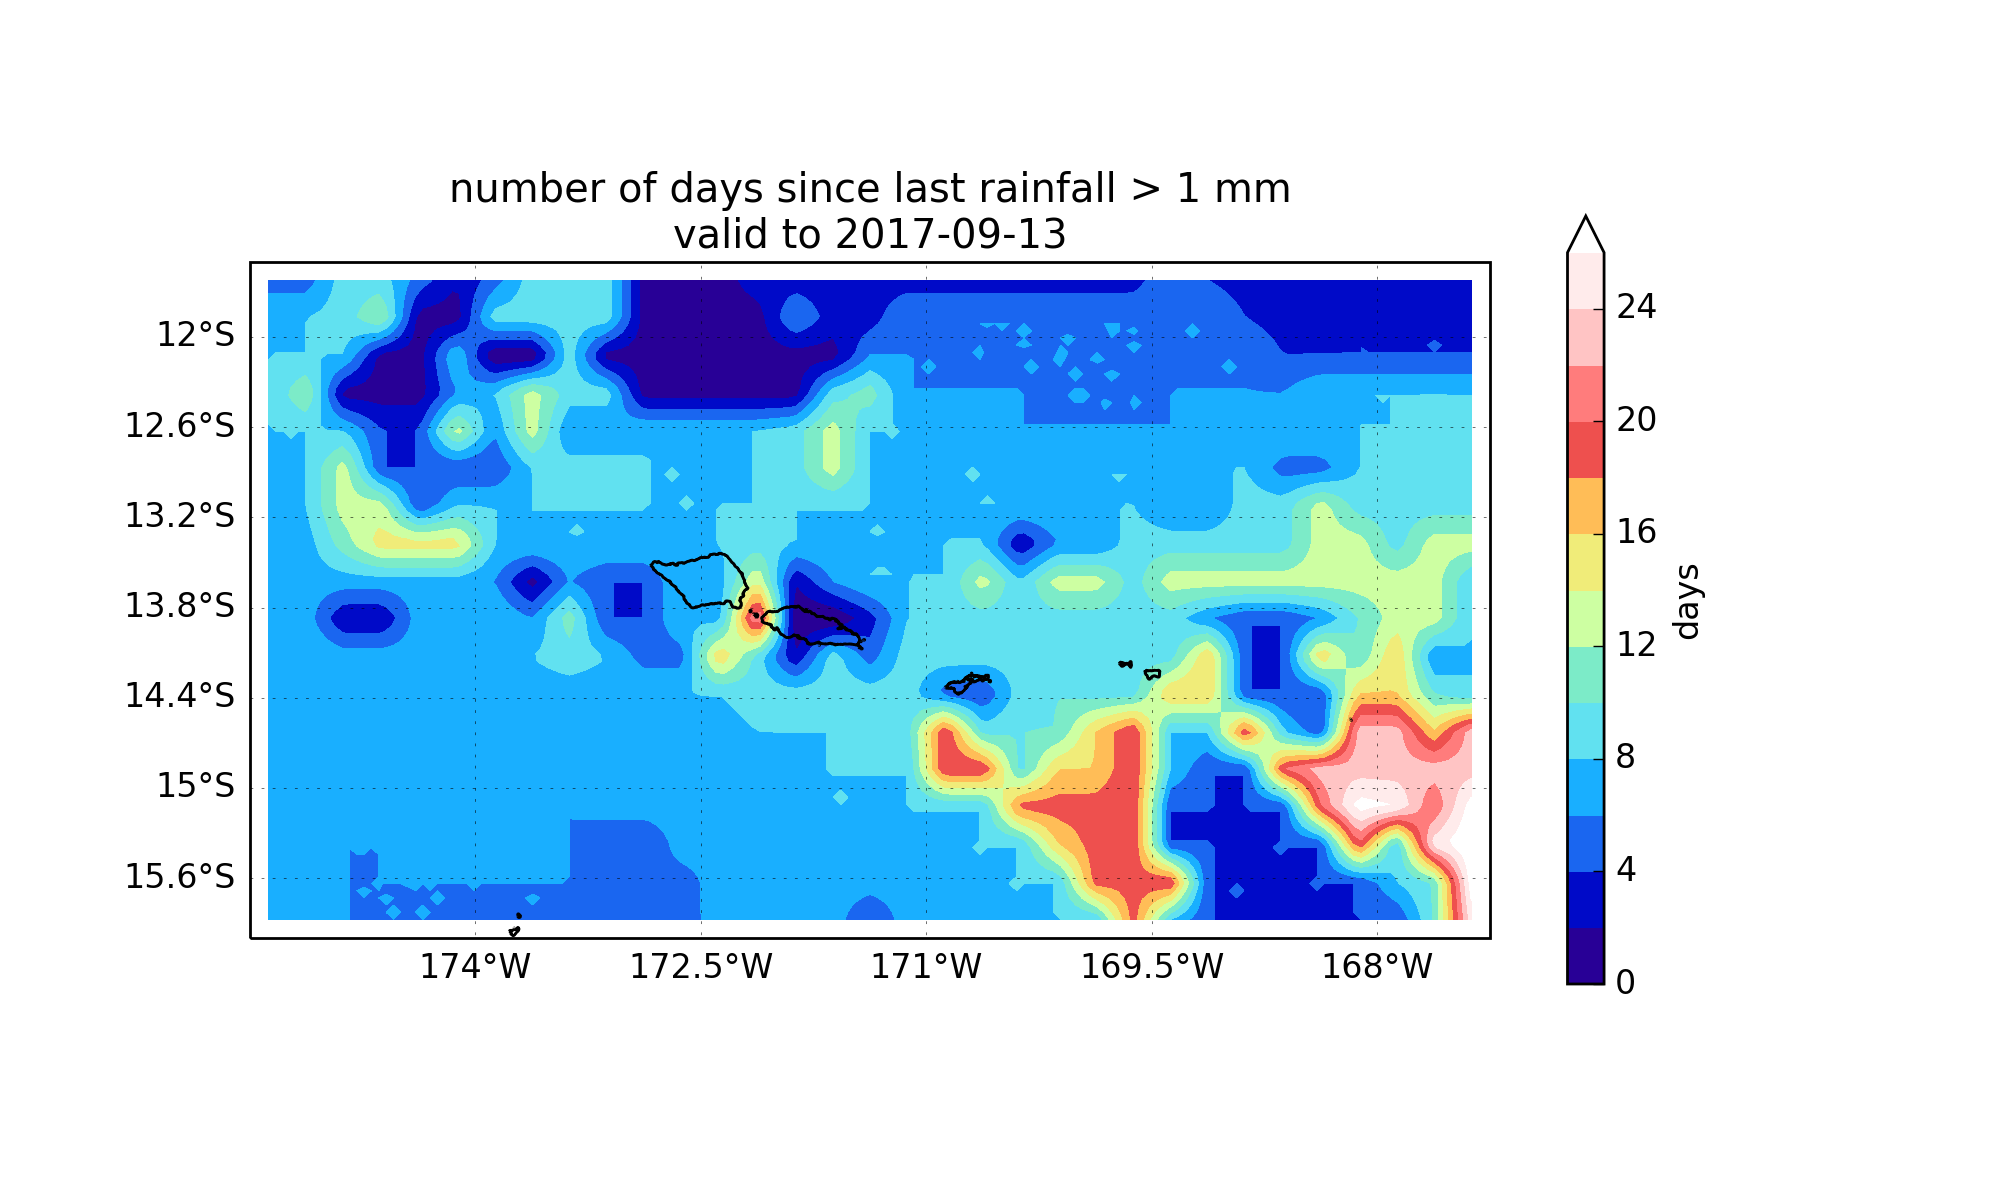 number of days since last rainfall > 1 mm
valid to 2017-09-13
12°S
12.6°S
13.2°S
13.8°S
14.4°S
15°S
15.6°S
174°W
172.5°W
171°W
169.5°W
168°W
24
20
16
12
8
4
0
days